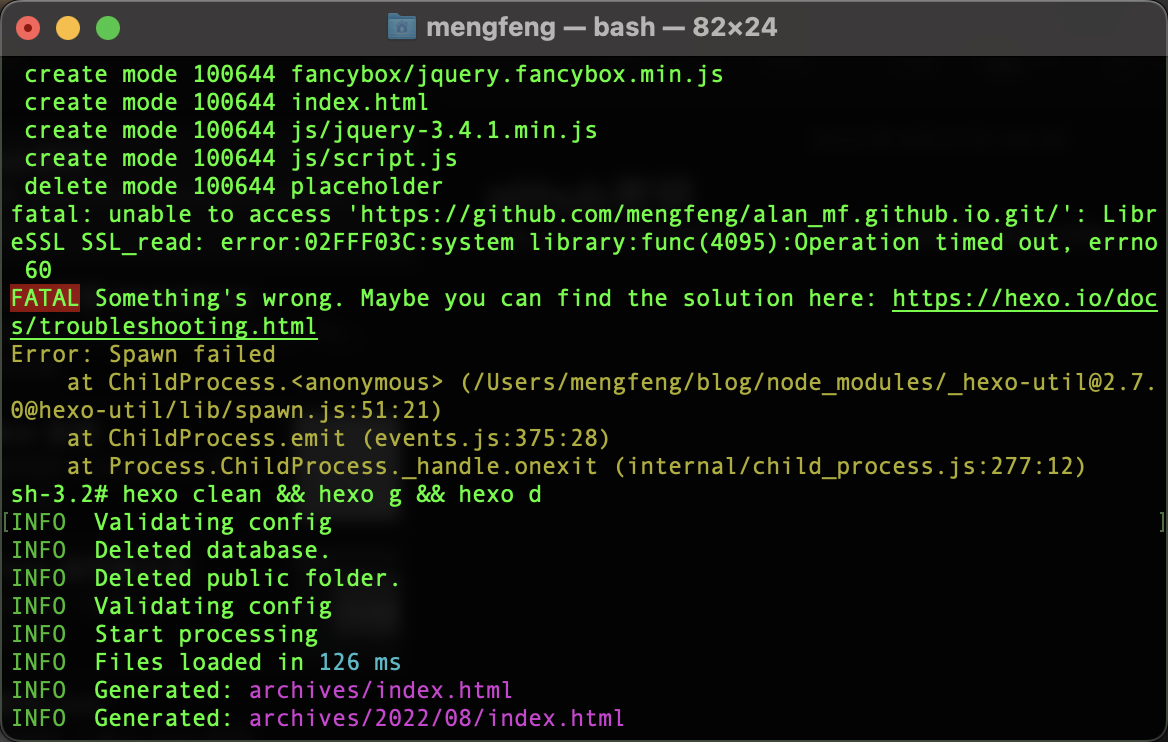 mengfeng — bash — 82×24
create mode 100644 fancybox/jquery.fancybox.min.js
create mode 100644 index.html
create mode 100644 js/jquery-3.4.1.min.js
create mode 100644 js/script.js
delete mode 100644 placeholder
fatal: unable to access 'https://github.com/mengfeng/alan_mf.github.io.git/': Libr
eSSL SSL_read: error:02FFF03C:system library:func(4095):Operation timed out, errno
60
FATAL Something's wrong. Maybe you can find the solution here: https://hexo.io/doc
s/troubleshooting.html
Error: Spawn failed
at ChildProcess.<anonymous> (/Users/mengfeng/blog/node_modules/_hexo-util@2.7.
0@hexo-util/lib/spawn.js:51:21)
at ChildProcess.emit (events.js:375:28)
at Process.ChildProcess._handle.onexit (internal/child_process.js:277:12)
sh-3.2# hexo clean && hexo g && hexo d
[INFO  Validating config ]
INFO  Deleted database.
INFO  Deleted public folder.
INFO  Validating config
INFO  Start processing
INFO  Files loaded in 126 ms
INFO  Generated: archives/index.html
INFO  Generated: archives/2022/08/index.html